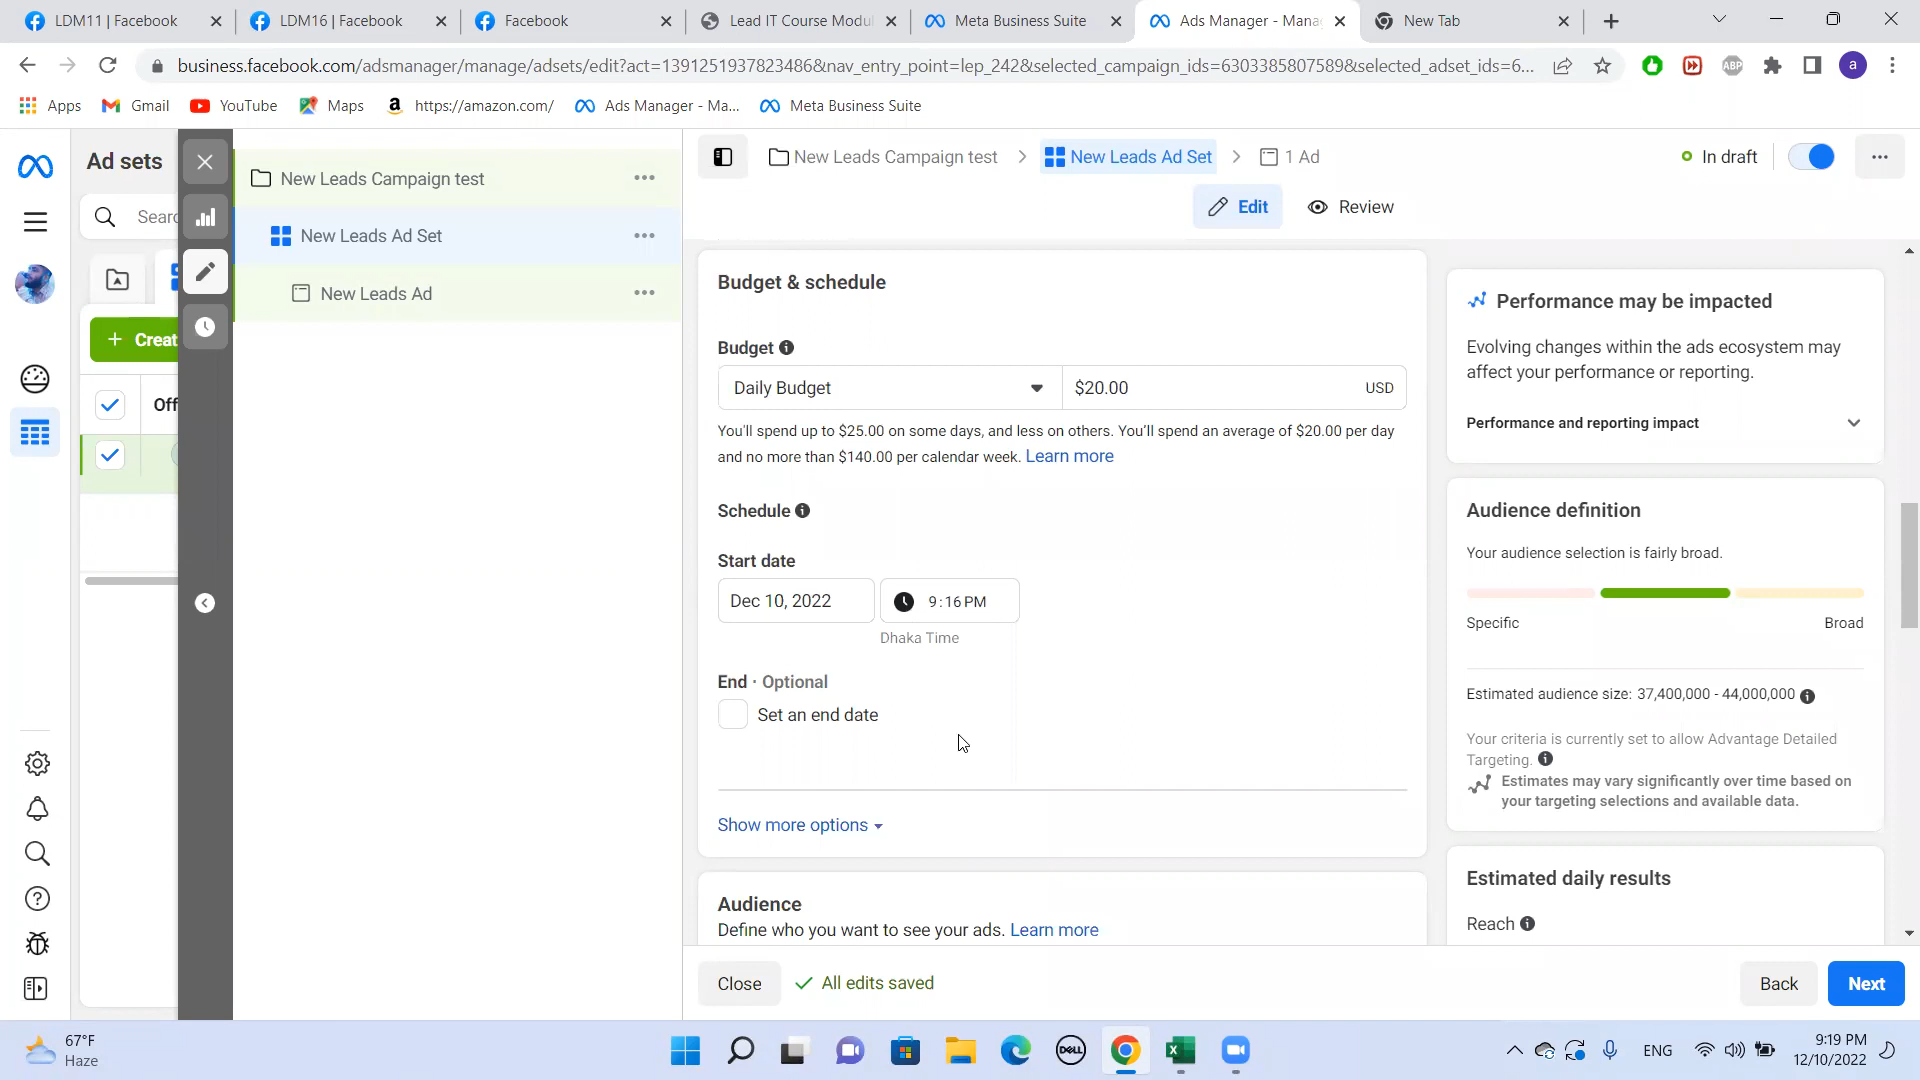 LDM11 | Facebook
LDM16 | Facebook
Facebook
Lead IT Course Modul
Meta Business Suite
Ads Manager - Mana
New Tab
business.facebook.com/adsmanager/manage/adsets/edit?act=1391251937823486&nav_entry_point=lep_242&selected_campaign_ids=6303385807589&selected_adset_ids=6...
ABP
a
Apps
Gmail
YouTube
Maps
https://amazon.com/
Ads Manager - Ma...
Meta Business Suite
Ad sets
Searc
+ Creat
Off
New Leads Campaign test
New Leads Ad Set
New Leads Ad
New Leads Campaign test
New Leads Ad Set
1 Ad
In draft
Edit
Review
Budget & schedule
Budget
Daily Budget
$20.00
USD
You'll spend up to $25.00 on some days, and less on others. You'll spend an average of $20.00 per day
and no more than $140.00 per calendar week. Learn more
Schedule
Start date
Dec 10, 2022
9:16 PM
Dhaka Time
End · Optional
Set an end date
Show more options
Audience
Define who you want to see your ads. Learn more
Performance may be impacted
Evolving changes within the ads ecosystem may
affect your performance or reporting.
Performance and reporting impact
Audience definition
Your audience selection is fairly broad.
Specific
Broad
Estimated audience size: 37,400,000 - 44,000,000
Your criteria is currently set to allow Advantage Detailed
Targeting.
Estimates may vary significantly over time based on
your targeting selections and available data.
Estimated daily results
Reach
Close
All edits saved
Back
Next
67°F
Haze
DELL
ENG
9:19 PM
12/10/2022